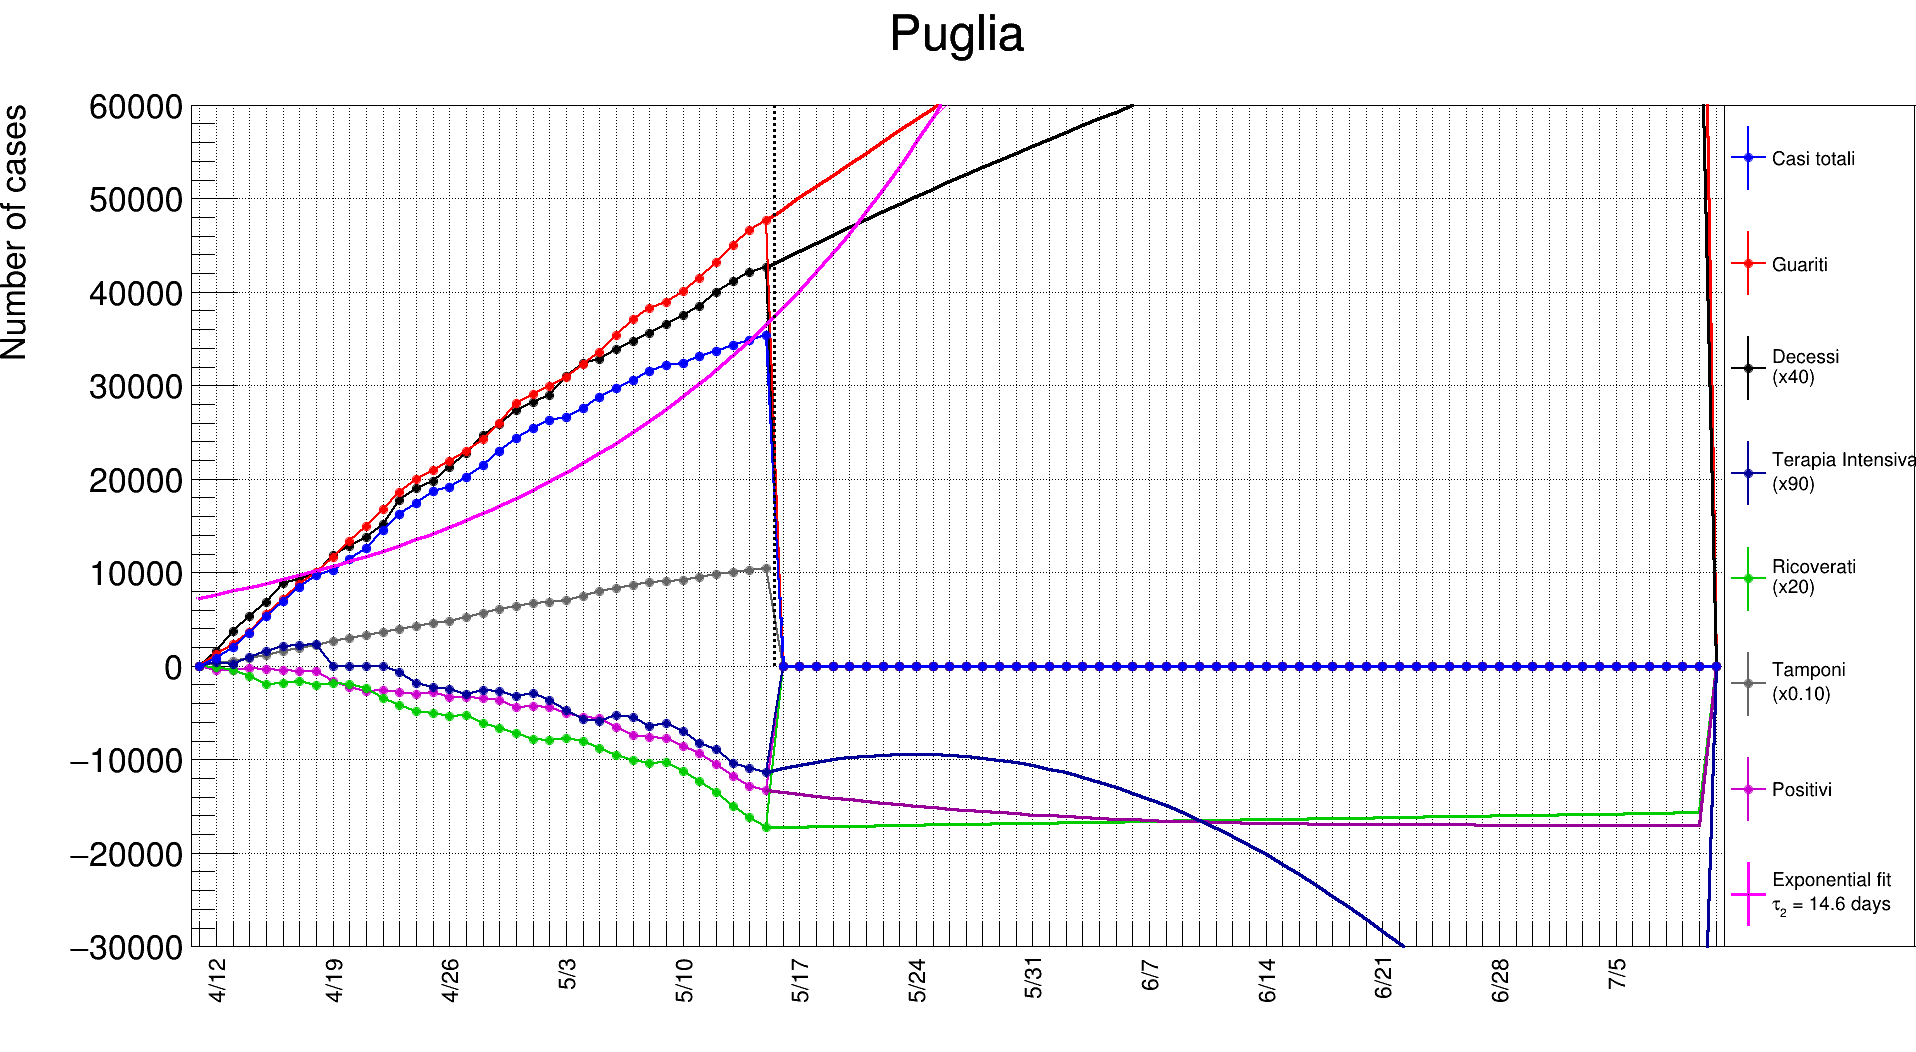 Puglia
Number of cases
60000
50000
40000
30000
20000
10000
0
−10000
−20000
−30000
4/12
4/19
4/26
5/3
5/10
5/17
5/24
5/31
6/7
6/14
6/21
6/28
7/5
Casi totali
Guariti
Decessi
(x40)
Terapia Intensiva
(x90)
Ricoverati
(x20)
Tamponi
(x0.10)
Positivi
Exponential fit
τ2 = 14.6 days